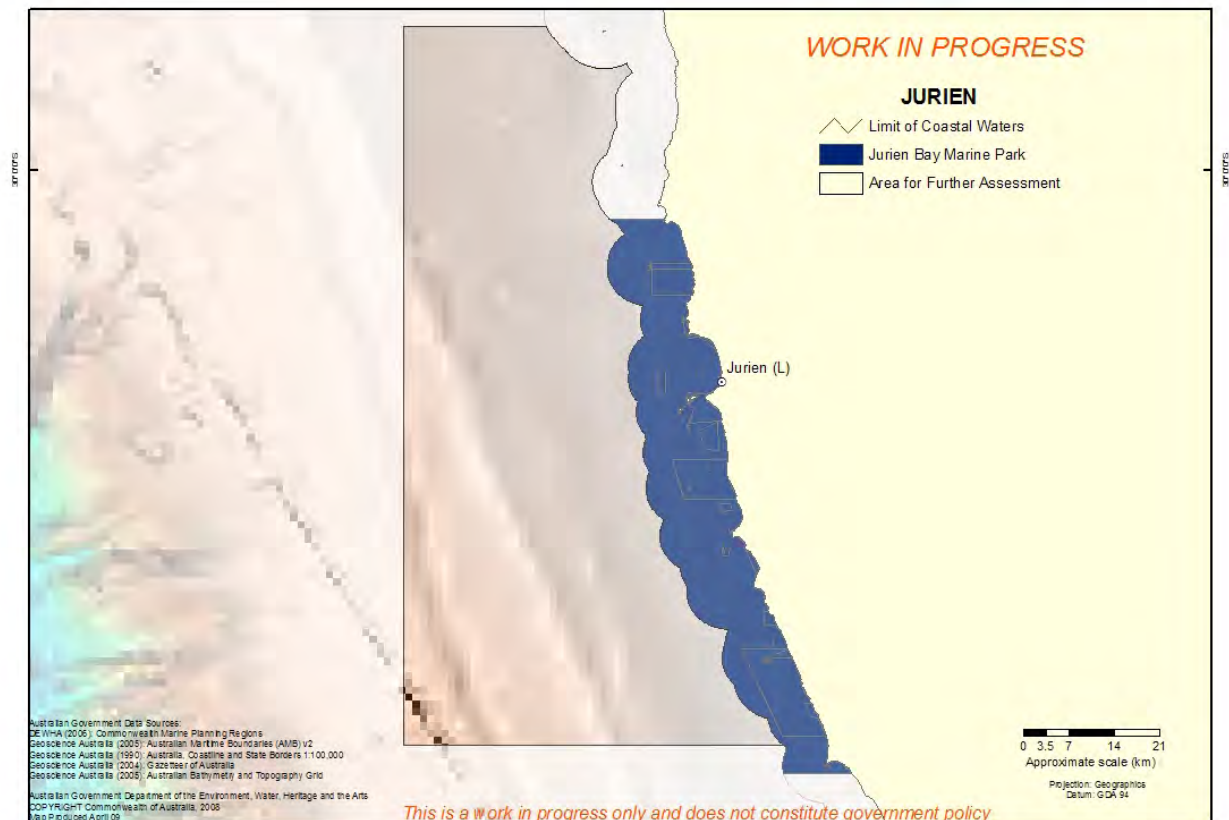 WORK IN PROGRESS
JURIEN
Limit of Coastal Waters
Jurien Bay Marine Park
Area for Further Assessment
Jurien (L)
0 3.5 7 14 21
Approximate scale (km)
Projection: Geographics
Datum: GDA 94
Australian Government Data Sources:
DEWHA (2006): Commonwealth Marine Planning Regions
Geoscience Australia (2005): Australian Maritime Boundaries (AMB) v2
Geoscience Australia (1990): Australia, Coastline and State Borders 1:100,000
Geoscience Australia (2004): Gazetteer of Australia
Geoscience Australia (2005): Australian Bathymetry and Topography Grid
Australian Government Department of the Environment, Water, Heritage and the Arts
COPYRIGHT Commonwealth of Australia, 2008
Map Produced April 09
This is a work in progress only and does not constitute government policy